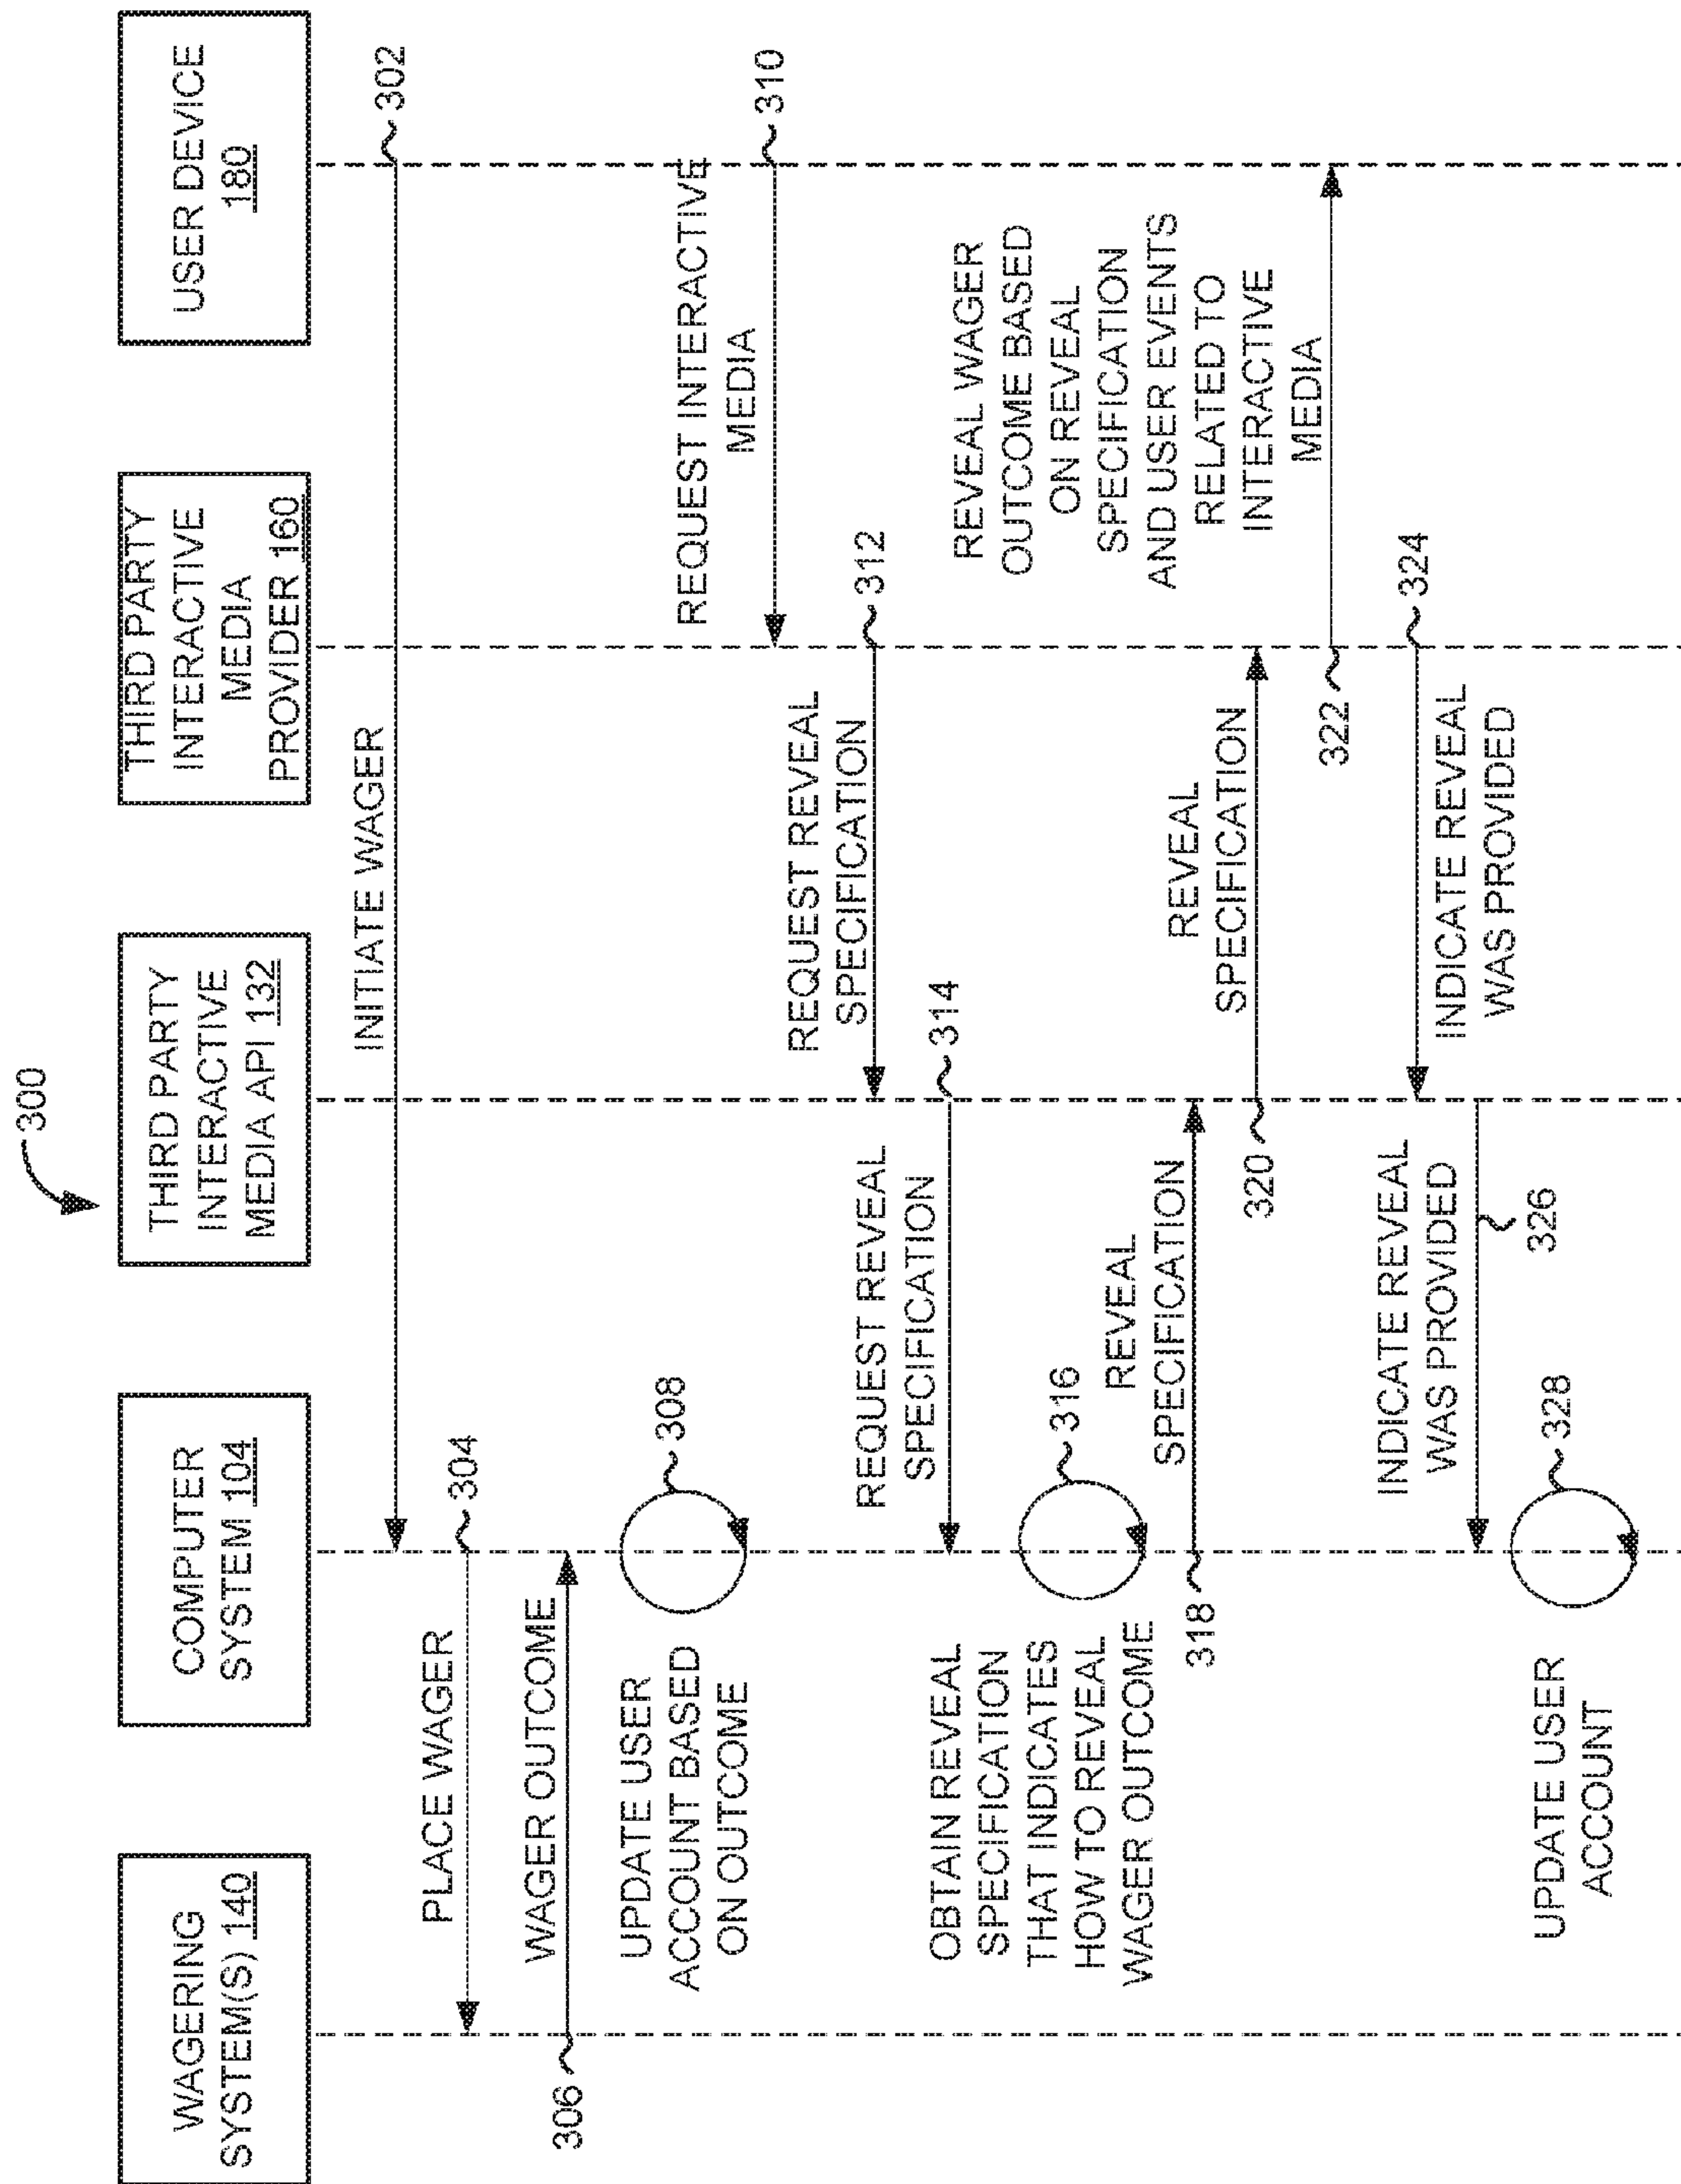 300
WAGERING
SYSTEM(S) 140
COMPUTER
SYSTEM 104
THIRD PARTY
INTERACTIVE
MEDIA API 132
THIRD PARTY
INTERACTIVE
MEDIA
PROVIDER 160
USER DEVICE
180
INITIATE WAGER
302
PLACE WAGER
304
WAGER OUTCOME
306
UPDATE USER
ACCOUNT BASED
ON OUTCOME
308
REQUEST INTERACTIVE
MEDIA
310
REQUEST REVEAL
SPECIFICATION
312
REQUEST REVEAL
SPECIFICATION
314
OBTAIN REVEAL
SPECIFICATION
THAT INDICATES
HOW TO REVEAL
WAGER OUTCOME
316
REVEAL
SPECIFICATION
318
REVEAL
SPECIFICATION
320
REVEAL WAGER
OUTCOME BASED
ON REVEAL
SPECIFICATION
AND USER EVENTS
RELATED TO
INTERACTIVE
MEDIA
322
INDICATE REVEAL
WAS PROVIDED
324
INDICATE REVEAL
WAS PROVIDED
326
UPDATE USER
ACCOUNT
328